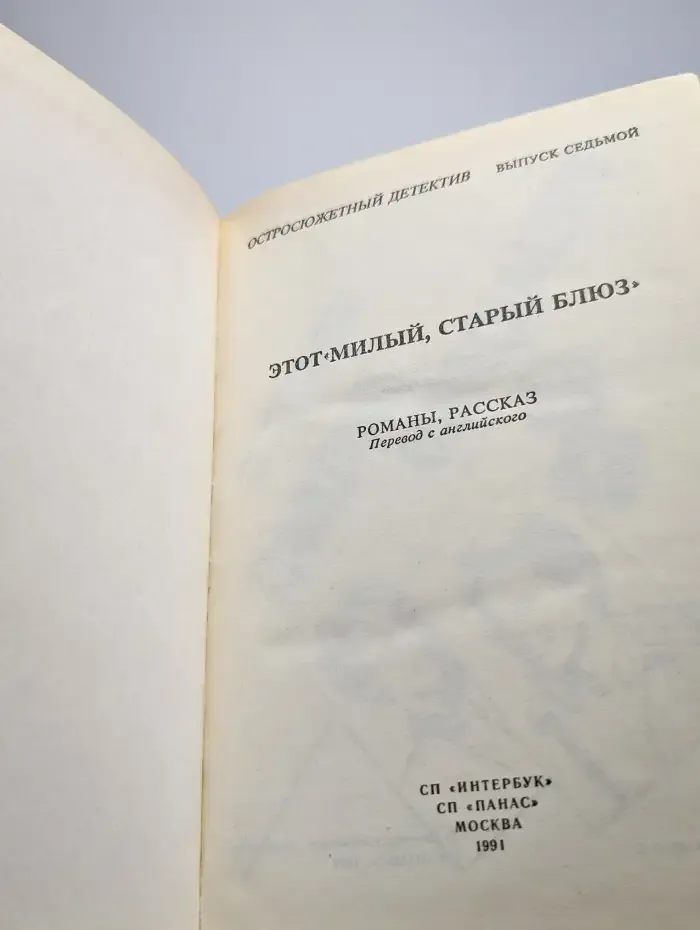 ОСТРОСЮЖЕТНЫЙ ДЕТЕКТИВ ВЫПУСК СЕДЬМОЙ
ЭТОТ «МИЛЫЙ, СТАРЫЙ БЛЮЗ»
РОМАНЫ, РАССКАЗ
Перевод с английского
СП «ИНТЕРБУК»
СП «ПАНАС»
МОСКВА
1991